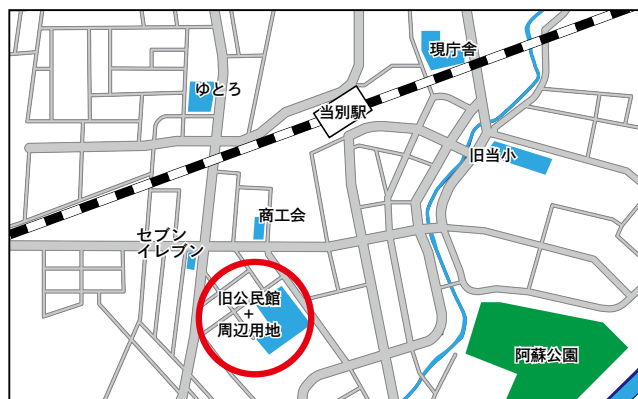 現庁舎
ゆとろ
当別駅
旧当小
商工会
セブン
イレブン
旧公民館
+
周辺用地
阿蘇公園